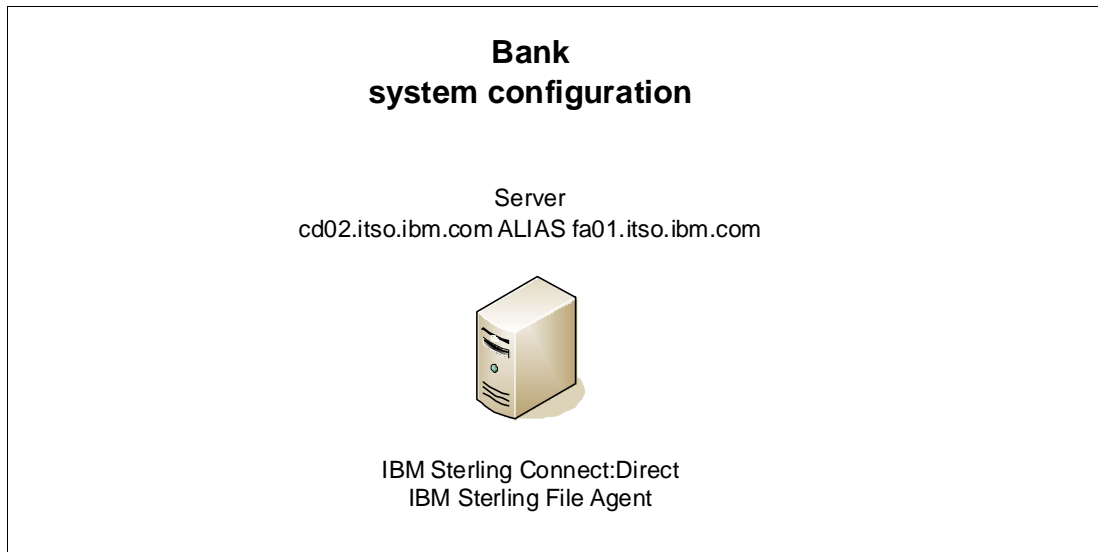 Bank
system configuration
Server
cd02.itso.ibm.com ALIAS fa01.itso.ibm.com
IBM Sterling Connect:Direct
IBM Sterling File Agent